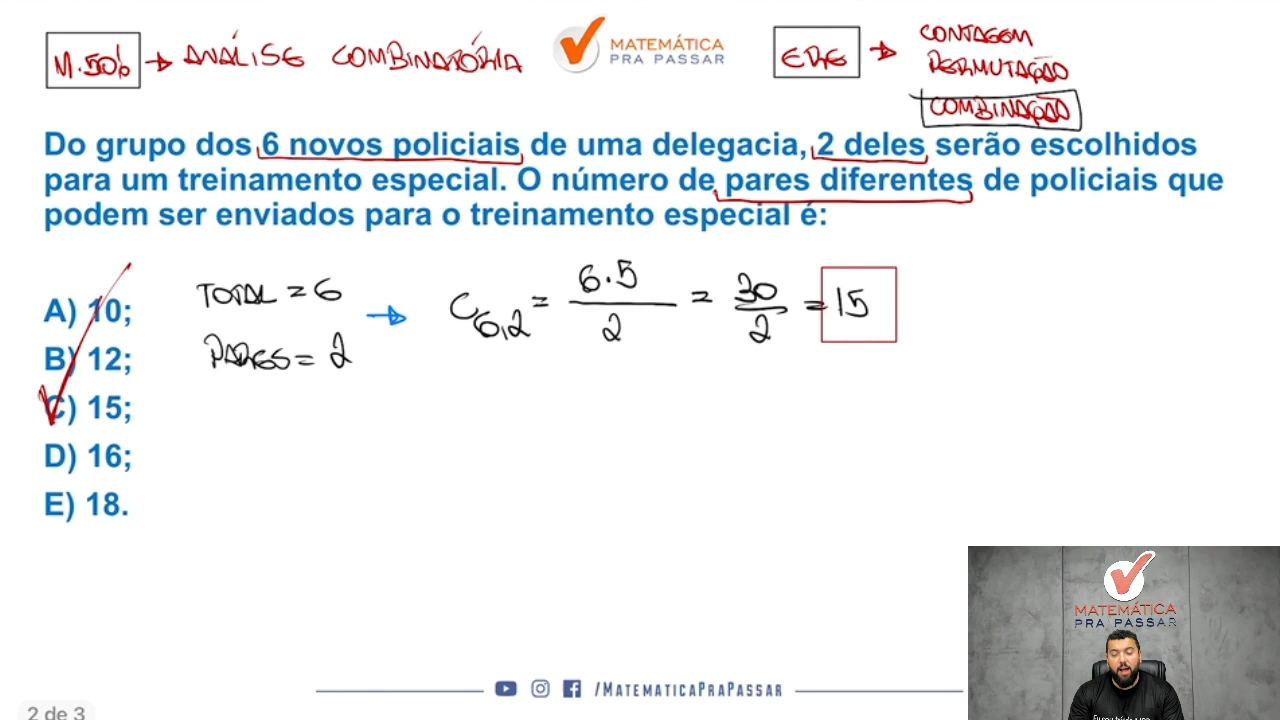 M.50% → ANÁLISE COMBINATÓRIA
MATEMÁTICA
PRA PASSAR
→ CONTAGEM
PERMUTAÇÃO
COMBINAÇÃO
Do grupo dos 6 novos policiais de uma delegacia, 2 deles serão escolhidos
para um treinamento especial. O número de pares diferentes de policiais que
podem ser enviados para o treinamento especial é:
A) 10;
B) 12;
C) 15;
D) 16;
E) 18.
TOTAL = 6
PARES = 2
→ C6,2 = 6.5/2 = 30/2 = 15
MATEMÁTICA
PRA PASSAR
/MATEMATICAPRAPASSAR
2 de 3